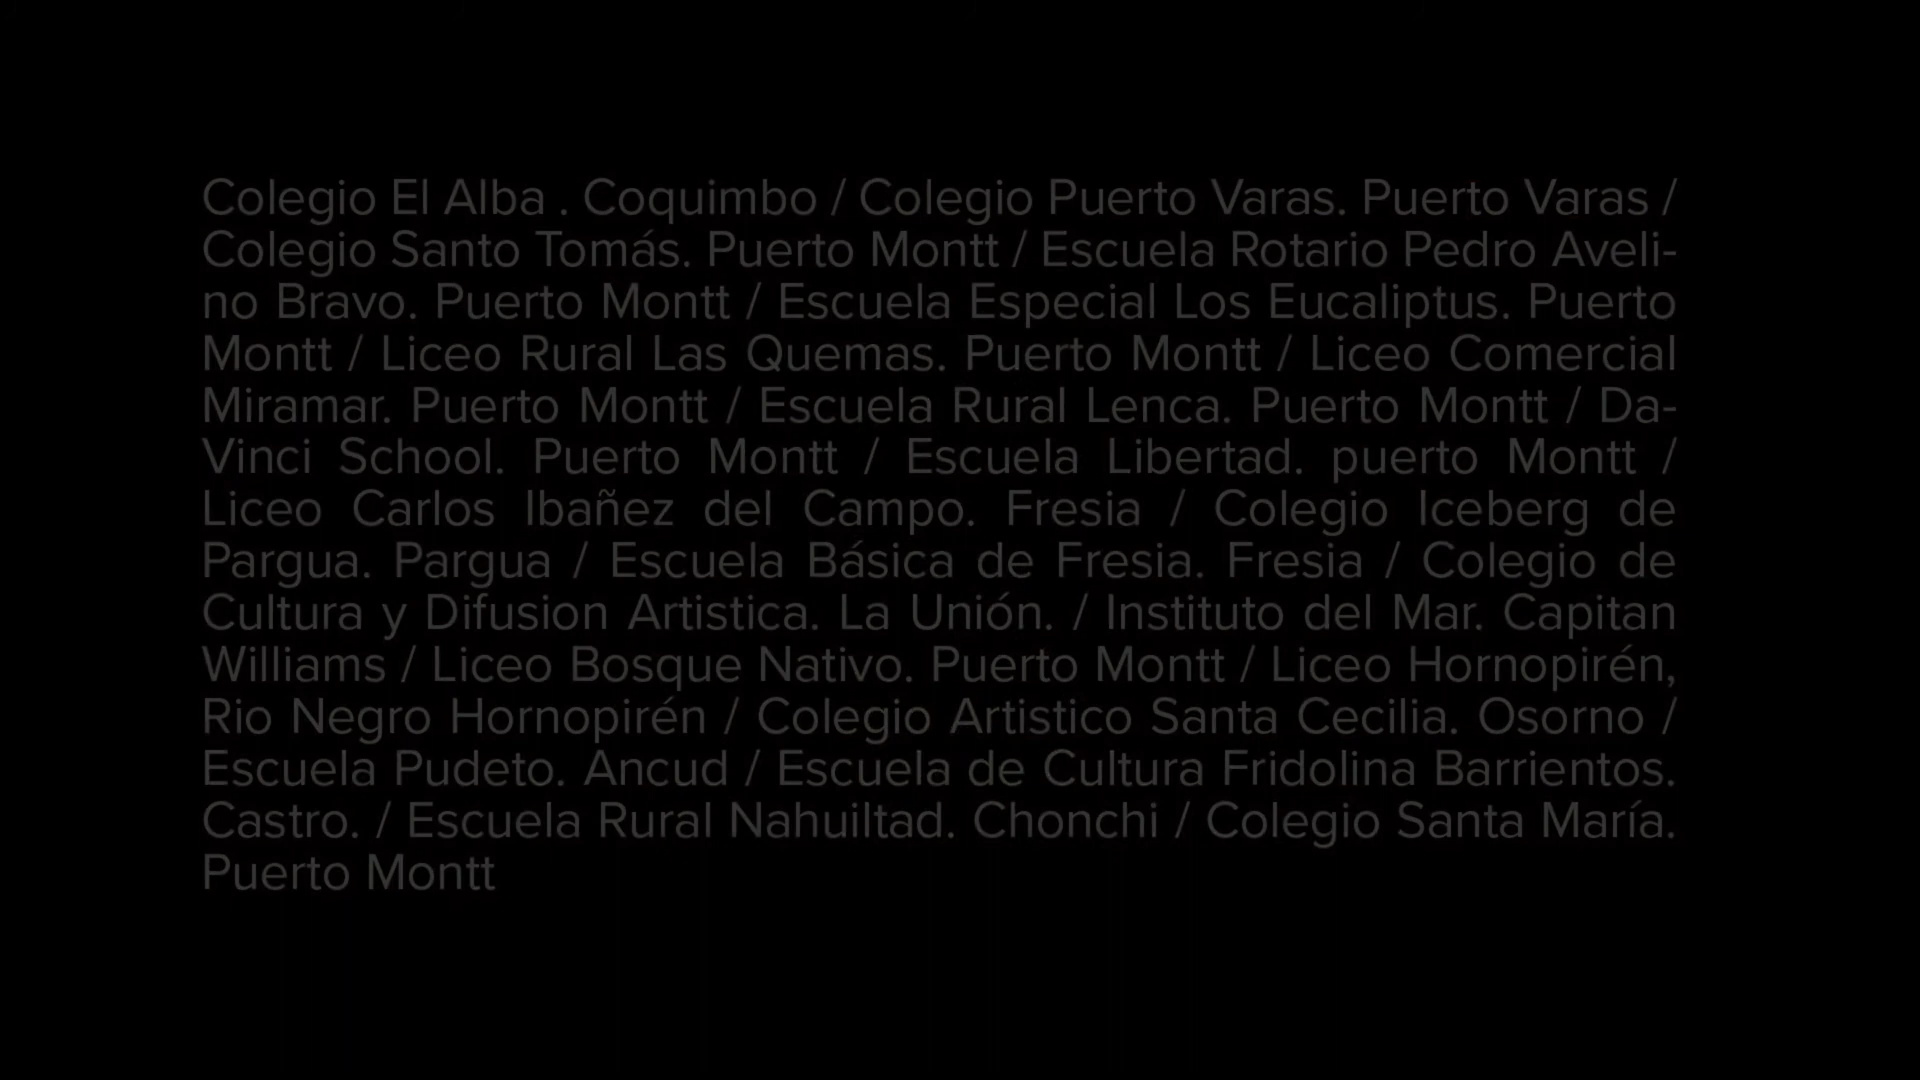 Colegio El Alba . Coquimbo / Colegio Puerto Varas. Puerto Varas /
Colegio Santo Tomás. Puerto Montt / Escuela Rotario Pedro Aveli-
no Bravo. Puerto Montt / Escuela Especial Los Eucaliptus. Puerto
Montt / Liceo Rural Las Quemas. Puerto Montt / Liceo Comercial
Miramar. Puerto Montt / Escuela Rural Lenca. Puerto Montt / Da-
Vinci School. Puerto Montt / Escuela Libertad. puerto Montt /
Liceo Carlos Ibañez del Campo. Fresia / Colegio Iceberg de
Pargua. Pargua / Escuela Básica de Fresia. Fresia / Colegio de
Cultura y Difusion Artistica. La Unión. / Instituto del Mar. Capitan
Williams / Liceo Bosque Nativo. Puerto Montt / Liceo Hornopirén,
Rio Negro Hornopirén / Colegio Artistico Santa Cecilia. Osorno /
Escuela Pudeto. Ancud / Escuela de Cultura Fridolina Barrientos.
Castro. / Escuela Rural Nahuiltad. Chonchi / Colegio Santa María.
Puerto Montt